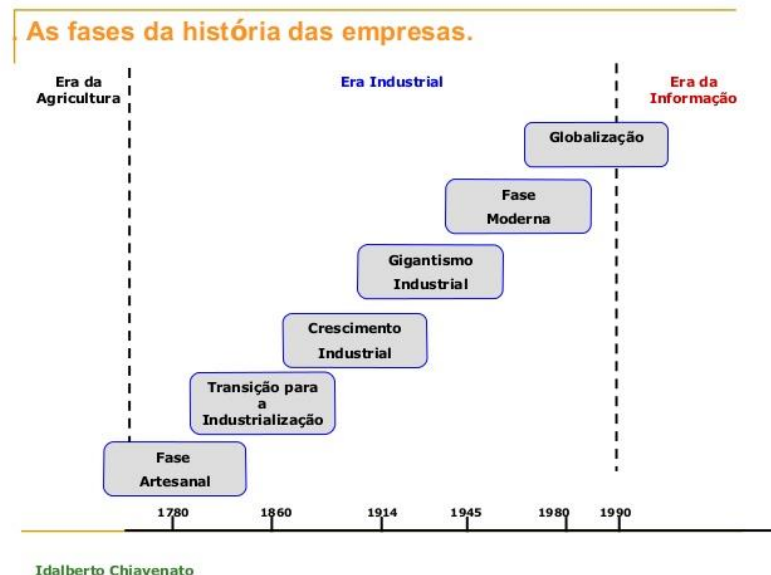 . As fases da história das empresas.
Era da
Agricultura
Era Industrial
Era da
Informação
Globalização
Fase
Moderna
Gigantismo
Industrial
Crescimento
Industrial
Transição para
a
Industrialização
Fase
Artesanal
1780 1860 1914 1945 1980 1990
Idalberto Chiavenato